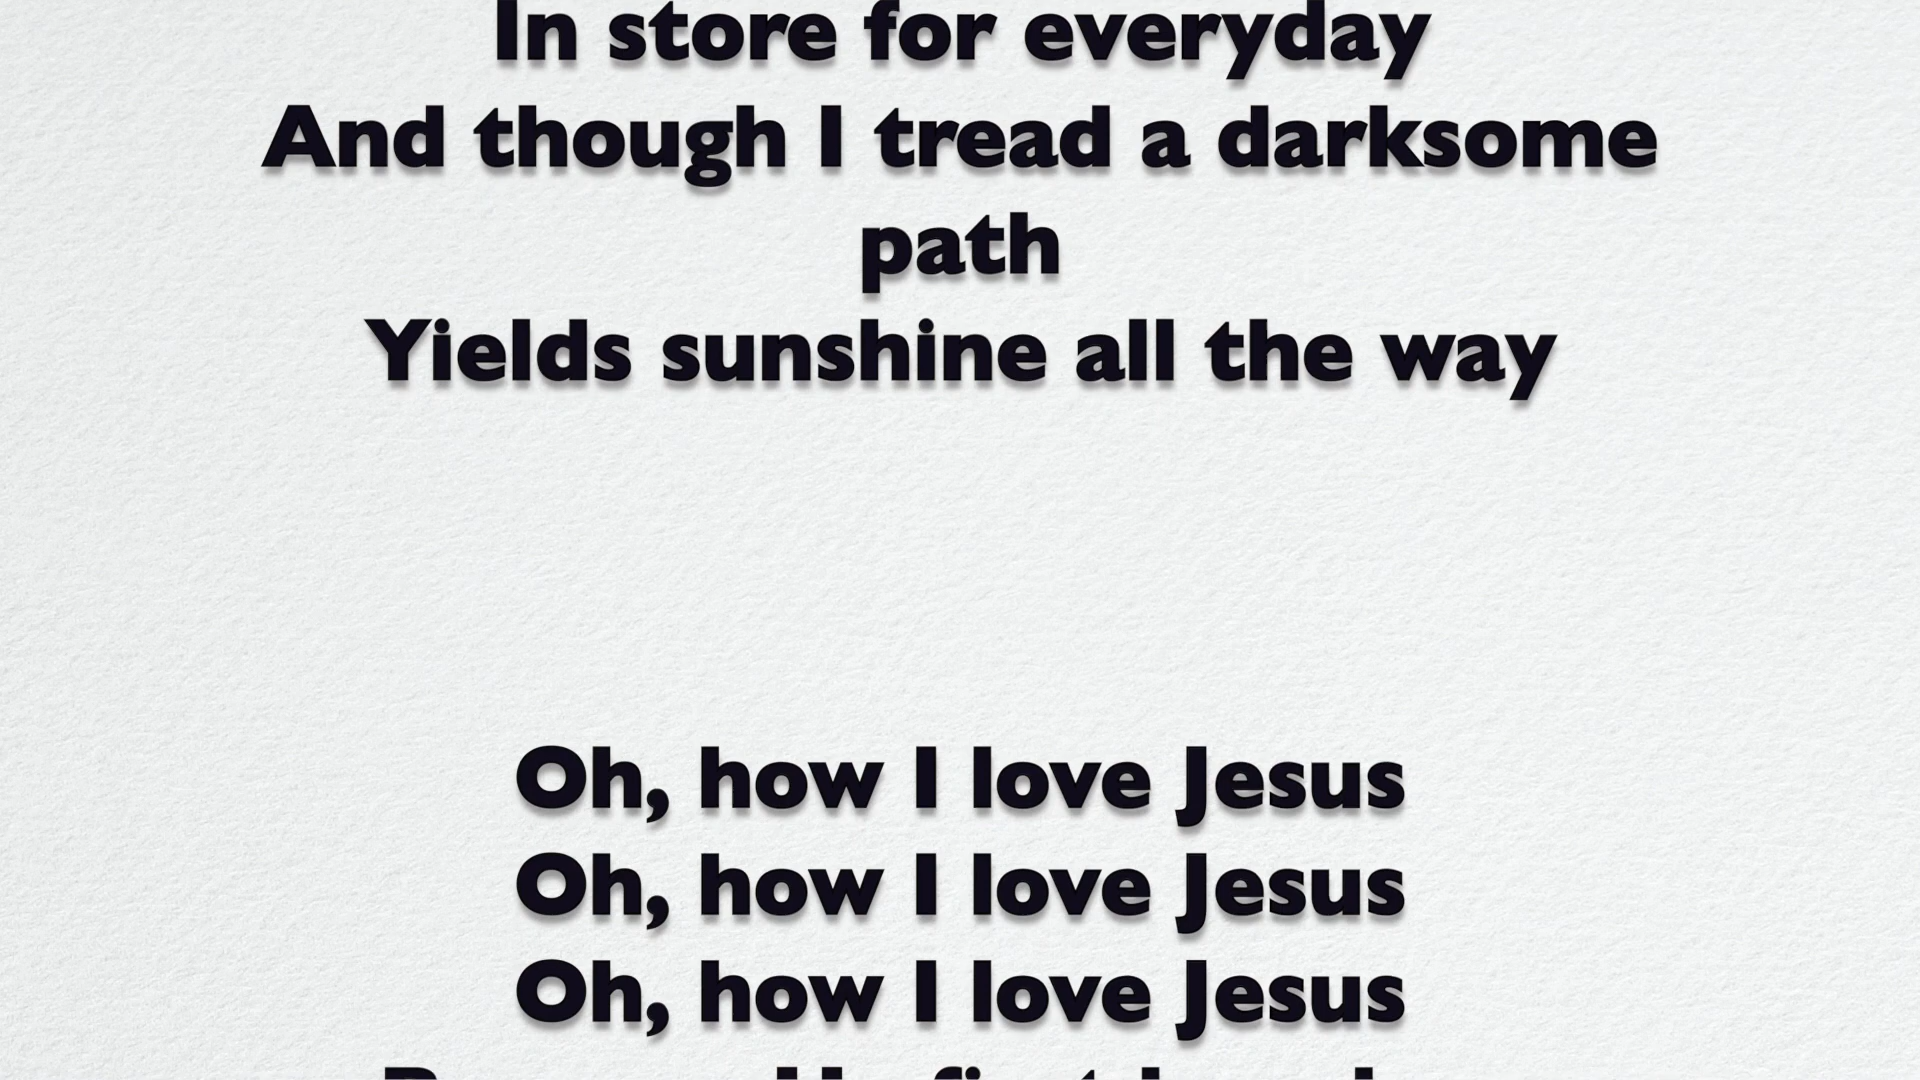 In store for everyday
And though I tread a darksome
path
Yields sunshine all the way
Oh, how I love Jesus
Oh, how I love Jesus
Oh, how I love Jesus